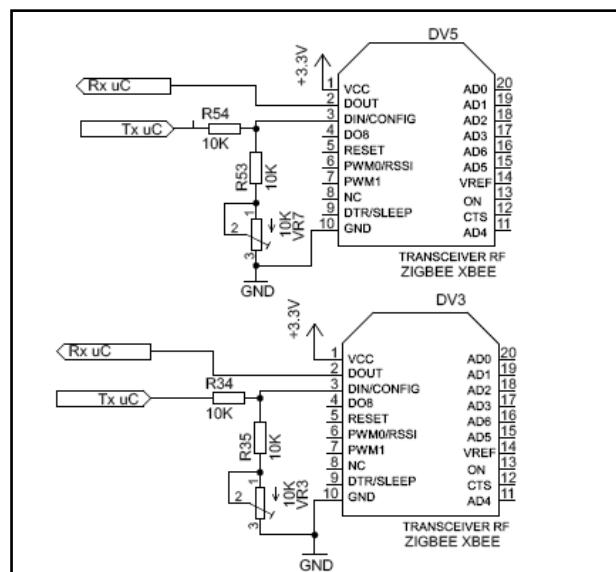 DV5
+3.3V
Rx uC
Tx uC
R54
10K
R53
10K
1
2
3
10K
VR7
GND
1 VCC AD0 20
2 DOUT AD1 19
3 DIN/CONFIG AD2 18
4 DO8 AD3 17
5 RESET AD6 16
6 PWM0/RSSI AD5 15
7 PWM1 VREF 14
8 NC ON 13
9 DTR/SLEEP CTS 12
10 GND AD4 11
TRANSCEIVER RF
ZIGBEE XBEE
DV3
+3.3V
Rx uC
Tx uC
R34
10K
R35
10K
1
2
3
10K
VR3
GND
1 VCC AD0 20
2 DOUT AD1 19
3 DIN/CONFIG AD2 18
4 DO8 AD3 17
5 RESET AD6 16
6 PWM0/RSSI AD5 15
7 PWM1 VREF 14
8 NC ON 13
9 DTR/SLEEP CTS 12
10 GND AD4 11
TRANSCEIVER RF
ZIGBEE XBEE